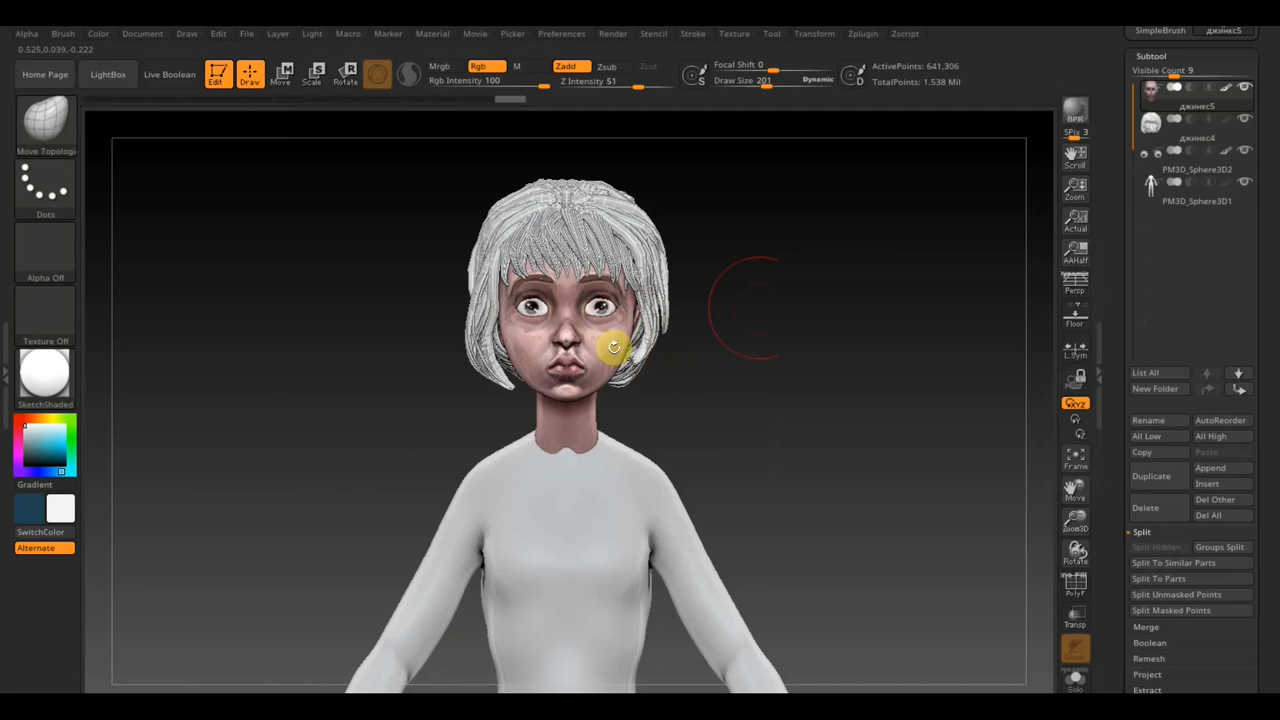 Alpha Brush Color Document Draw Edit File Layer Light Macro Marker Material Movie Picker Preferences Render Stencil Stroke Texture Tool Transform Zplugin Zscript
SimpleBrush джинкс5
0.525,0.039,-0.222
Home Page LightBox Live Boolean Edit Draw Move Scale Rotate
Mrgb Rgb M Zadd Zsub Zcut
Rgb Intensity 100 Z Intensity 51
Focal Shift 0
Draw Size 201 Dynamic
ActivePoints: 641,306
TotalPoints: 1.538 Mil
S
D
Move Topologi
Dots
Alpha Off
Texture Off
SketchShaded
Gradient
SwitchColor
Alternate
BPR
SPix 3
Scroll
Zoom
Actual
AAHalf
Dynamic
Persp
Floor
L.Sym
XYZ
Frame
Move
Zoom3D
Rotate
PolyF
Transp
Dynamic
Solo
Subtool
Visible Count 9
джинкс5
джинкс4
PM3D_Sphere3D2
PM3D_Sphere3D1
List All
New Folder
Rename AutoReorder
All Low All High
Copy Paste
Duplicate Append
Insert
Delete Del Other
Del All
Split
Split Hidden Groups Split
Split To Similar Parts
Split To Parts
Split Unmasked Points
Split Masked Points
Merge
Boolean
Remesh
Project
Extract